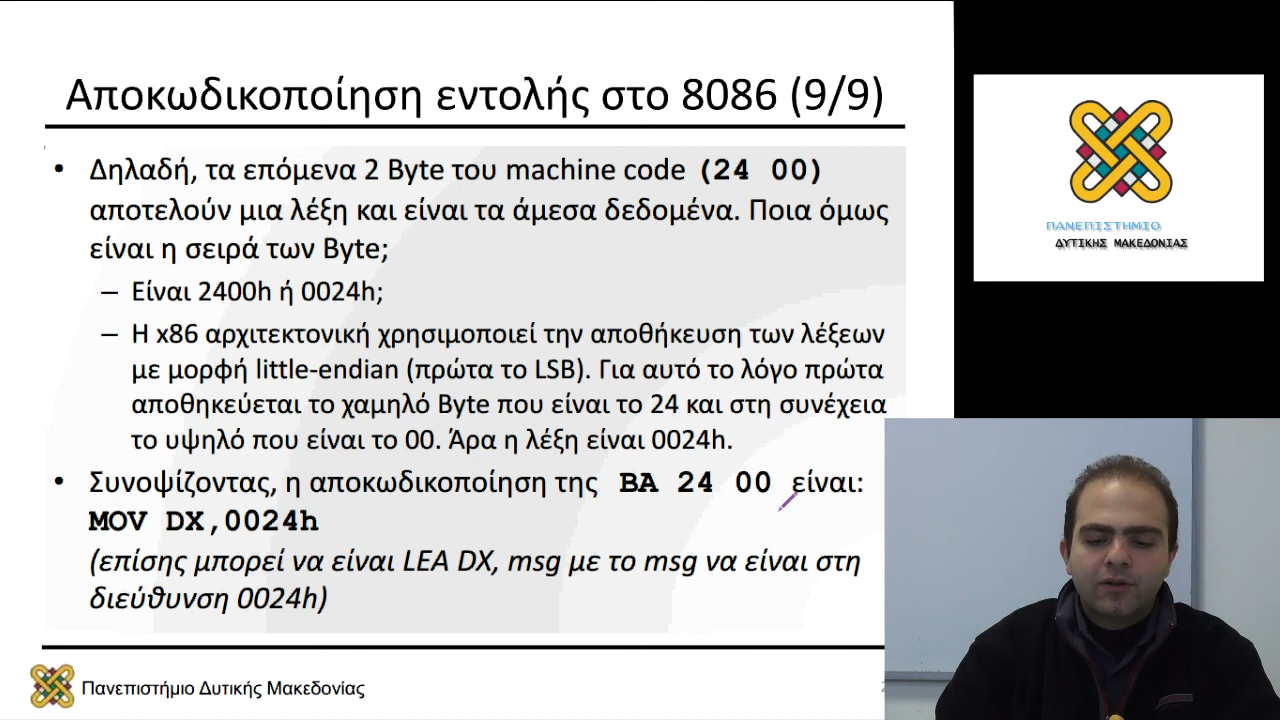 Αποκωδικοποίηση εντολής στο 8086 (9/9)
• Δηλαδή, τα επόμενα 2 Byte του machine code (24 00)
αποτελούν μια λέξη και είναι τα άμεσα δεδομένα. Ποια όμως
είναι η σειρά των Byte;
– Είναι 2400h ή 0024h;
– Η x86 αρχιτεκτονική χρησιμοποιεί την αποθήκευση των λέξεων
με μορφή little-endian (πρώτα το LSB). Για αυτό το λόγο πρώτα
αποθηκεύεται το χαμηλό Byte που είναι το 24 και στη συνέχεια
το υψηλό που είναι το 00. Άρα η λέξη είναι 0024h.
• Συνοψίζοντας, η αποκωδικοποίηση της BA 24 00 είναι:
MOV DX,0024h
(επίσης μπορεί να είναι LEA DX, msg με το msg να είναι στη
διεύθυνση 0024h)
Πανεπιστήμιο Δυτικής Μακεδονίας
ΠΑΝΕΠΙΣΤΗΜΙΟ
ΔΥΤΙΚΗΣ ΜΑΚΕΔΟΝΙΑΣ